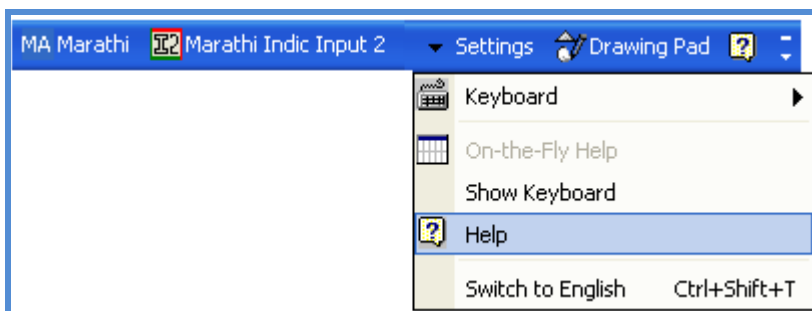 MA Marathi I2 Marathi Indic Input 2 Settings Drawing Pad ?
Keyboard
On-the-Fly Help
Show Keyboard
? Help
Switch to English Ctrl+Shift+T